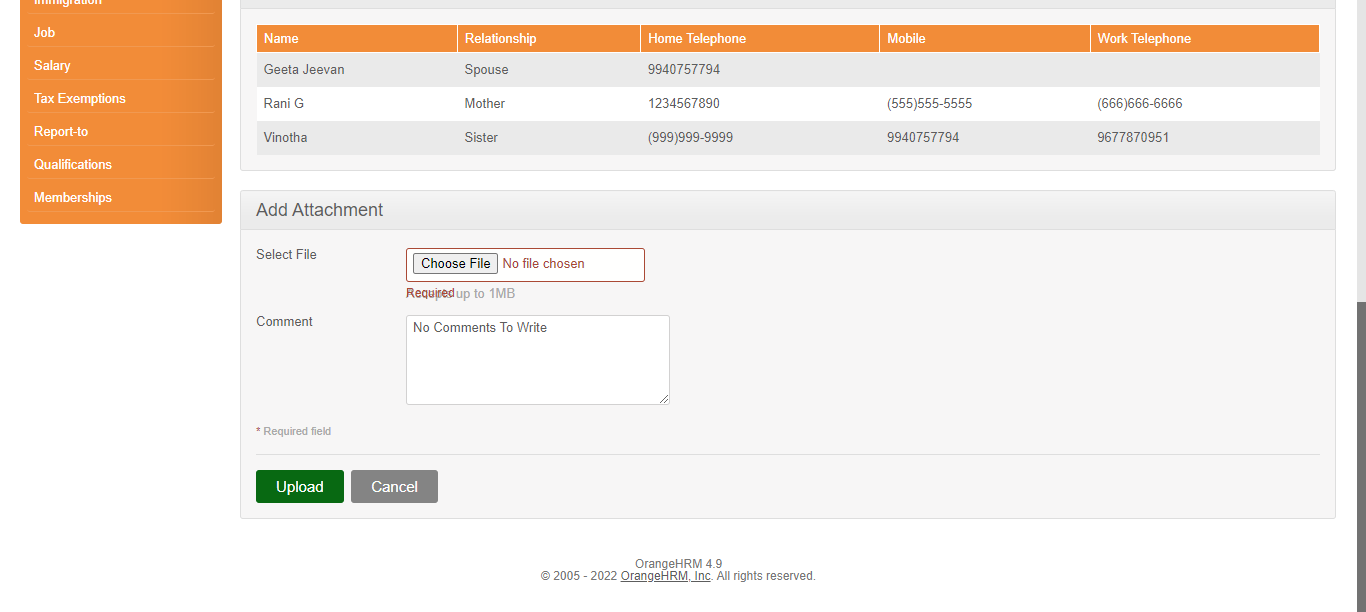 Immigration
Job
Salary
Tax Exemptions
Report-to
Qualifications
Memberships
Name Relationship Home Telephone Mobile Work Telephone
Geeta Jeevan Spouse 9940757794
Rani G Mother 1234567890 (555)555-5555 (666)666-6666
Vinotha Sister (999)999-9999 9940757794 9677870951
Add Attachment
Select File
Choose File No file chosen
Required
Accepts up to 1MB
Comment
No Comments To Write
* Required field
Upload Cancel
OrangeHRM 4.9
© 2005 - 2022 OrangeHRM, Inc. All rights reserved.